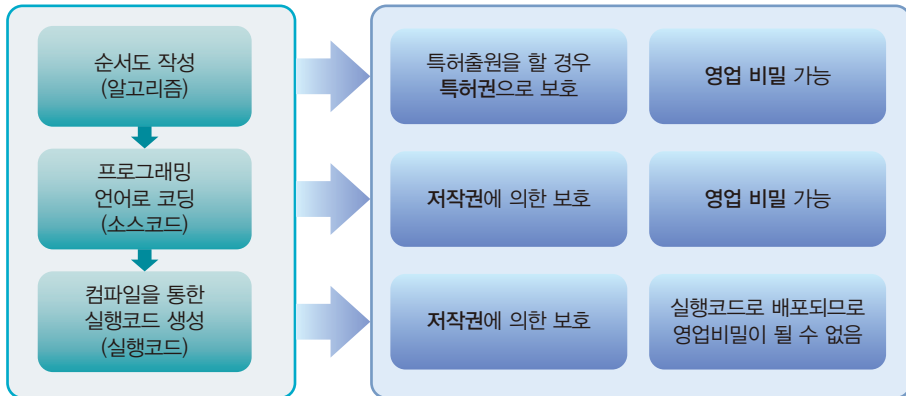 순서도 작성
(알고리즘)
특허출원을 할 경우
특허권으로 보호
영업 비밀 가능
프로그래밍
언어로 코딩
(소스코드)
저작권에 의한 보호
영업 비밀 가능
컴파일을 통한
실행코드 생성
(실행코드)
저작권에 의한 보호
실행코드로 배포되므로
영업비밀이 될 수 없음